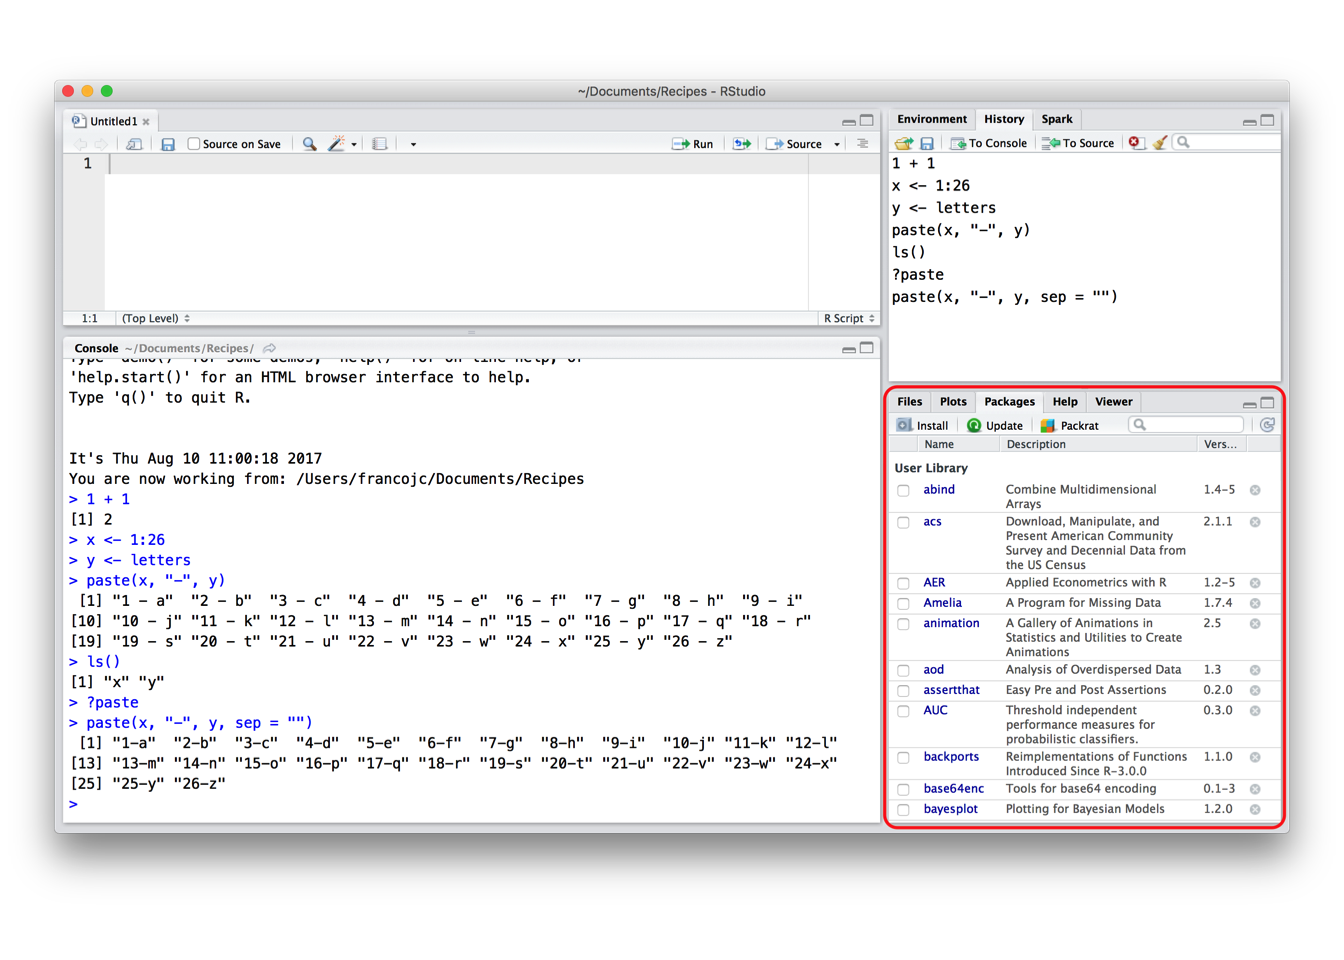 ~/Documents/Recipes - RStudio
Untitled1
Source on Save
Run
Source
1
1:1
(Top Level)
R Script
Console ~/Documents/Recipes/
Type 'demo()' for some demos, 'help()' for on-line help, or
'help.start()' for an HTML browser interface to help.
Type 'q()' to quit R.
It's Thu Aug 10 11:00:18 2017
You are now working from: /Users/francojc/Documents/Recipes
> 1 + 1
[1] 2
> x <- 1:26
> y <- letters
> paste(x, "-", y)
[1] "1 - a" "2 - b" "3 - c" "4 - d" "5 - e" "6 - f" "7 - g" "8 - h" "9 - i"
[10] "10 - j" "11 - k" "12 - l" "13 - m" "14 - n" "15 - o" "16 - p" "17 - q" "18 - r"
[19] "19 - s" "20 - t" "21 - u" "22 - v" "23 - w" "24 - x" "25 - y" "26 - z"
> ls()
[1] "x" "y"
> ?paste
> paste(x, "-", y, sep = "")
[1] "1-a" "2-b" "3-c" "4-d" "5-e" "6-f" "7-g" "8-h" "9-i" "10-j" "11-k" "12-l"
[13] "13-m" "14-n" "15-o" "16-p" "17-q" "18-r" "19-s" "20-t" "21-u" "22-v" "23-w" "24-x"
[25] "25-y" "26-z"
>
Environment History Spark
To Console To Source
1 + 1
x <- 1:26
y <- letters
paste(x, "-", y)
ls()
?paste
paste(x, "-", y, sep = "")
Files Plots Packages Help Viewer
Install Update Packrat
Name Description Vers...
User Library
abind Combine Multidimensional 1.4-5
Arrays
acs Download, Manipulate, and 2.1.1
Present American Community
Survey and Decennial Data from
the US Census
AER Applied Econometrics with R 1.2-5
Amelia A Program for Missing Data 1.7.4
animation A Gallery of Animations in 2.5
Statistics and Utilities to Create
Animations
aod Analysis of Overdispersed Data 1.3
assertthat Easy Pre and Post Assertions 0.2.0
AUC Threshold independent 0.3.0
performance measures for
probabilistic classifiers.
backports Reimplementations of Functions 1.1.0
Introduced Since R-3.0.0
base64enc Tools for base64 encoding 0.1-3
bayesplot Plotting for Bayesian Models 1.2.0